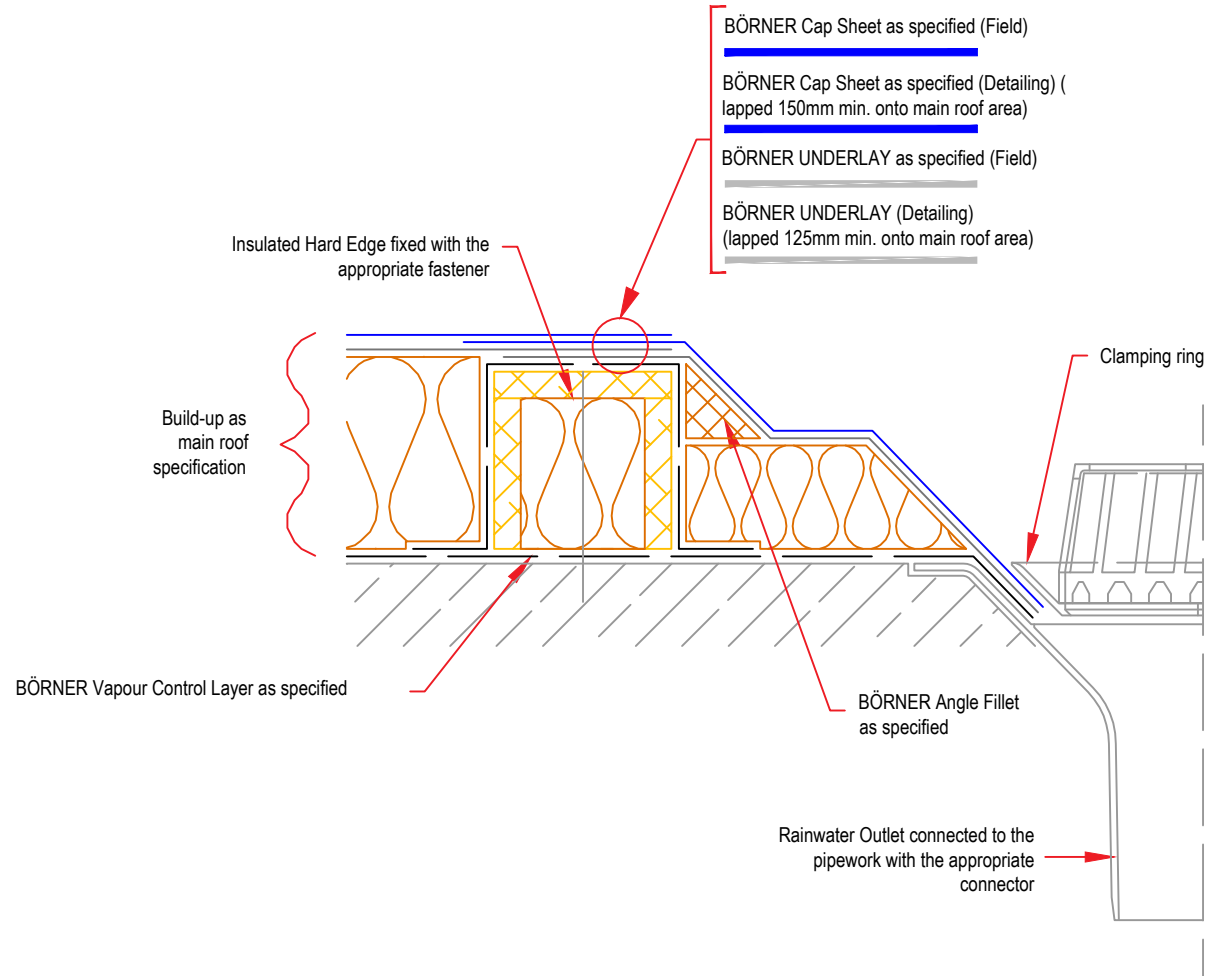 BÖRNER Cap Sheet as specified (Field)
BÖRNER Cap Sheet as specified (Detailing) (
lapped 150mm min. onto main roof area)
BÖRNER UNDERLAY as specified (Field)
BÖRNER UNDERLAY (Detailing)
(lapped 125mm min. onto main roof area)
Insulated Hard Edge fixed with the
appropriate fastener
Clamping ring
Build-up as
main roof
specification
BÖRNER Vapour Control Layer as specified
BÖRNER Angle Fillet
as specified
Rainwater Outlet connected to the
pipework with the appropriate
connector